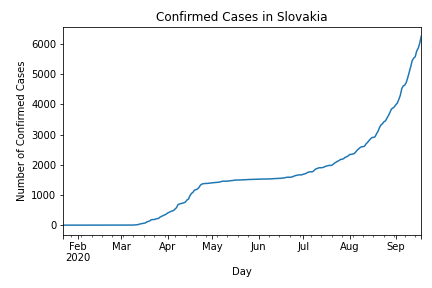 Confirmed Cases in Slovakia
Number of Confirmed Cases
6000
5000
4000
3000
2000
1000
0
Feb Mar Apr May Jun Jul Aug Sep
2020
Day